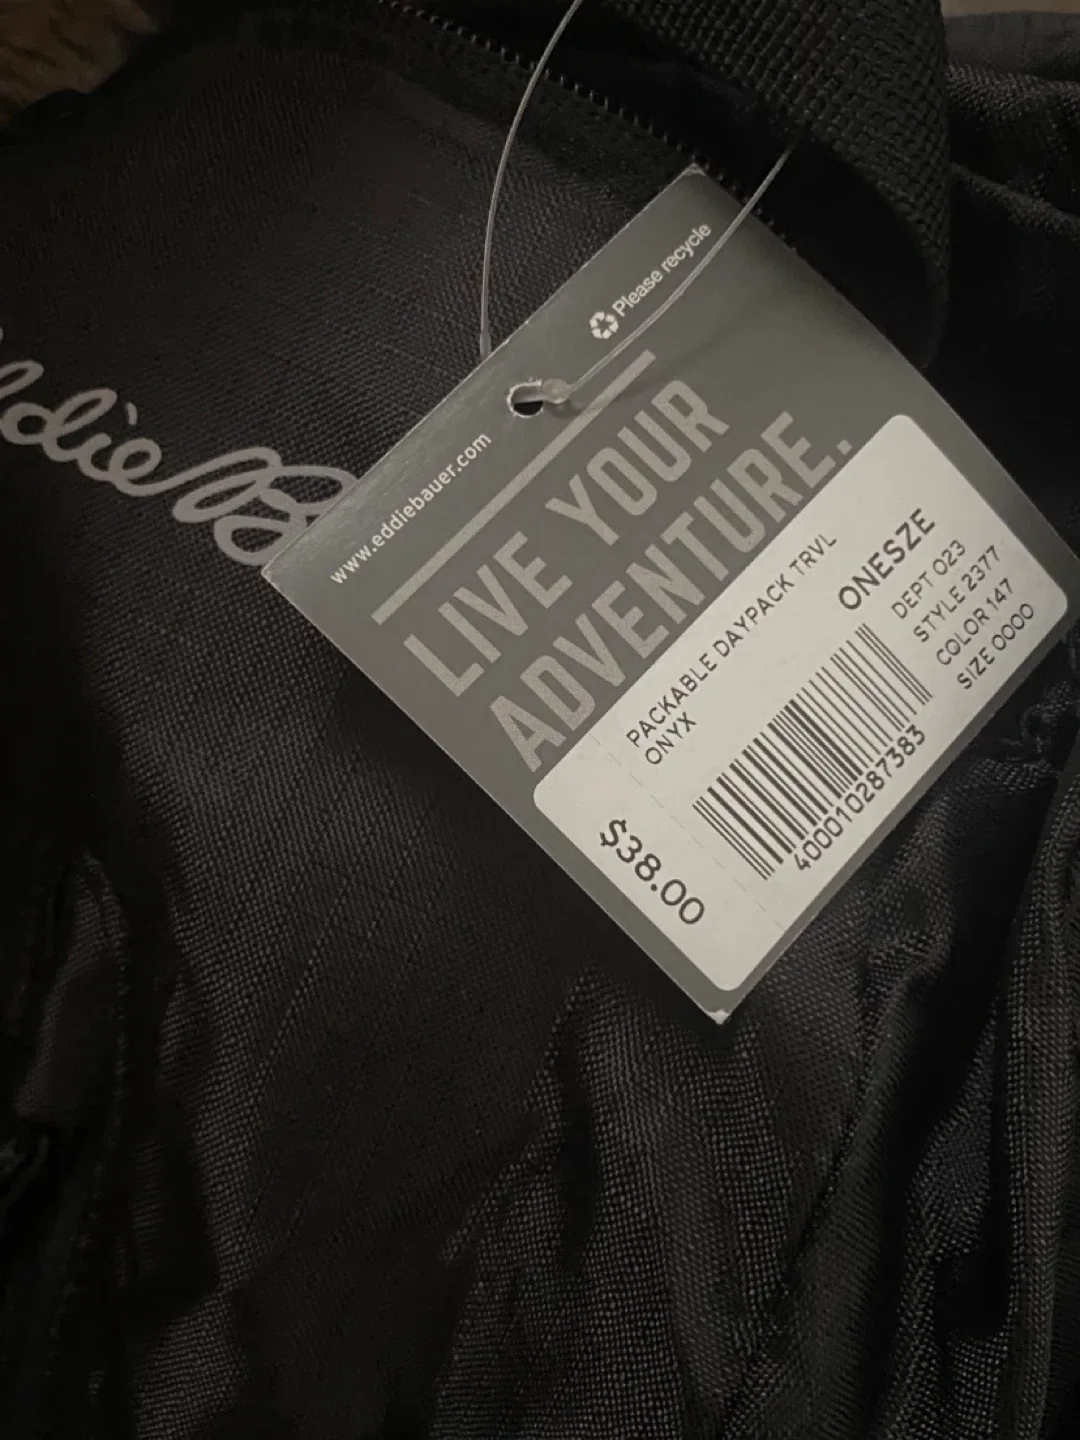 www.eddiebauer.com
Please recycle
LIVE YOUR
ADVENTURE.
PACKABLE DAYPACK TRVL
ONYX
ONESZE
DEPT 023
STYLE 2377
COLOR 147
SIZE 0000
400010287383
$38.00